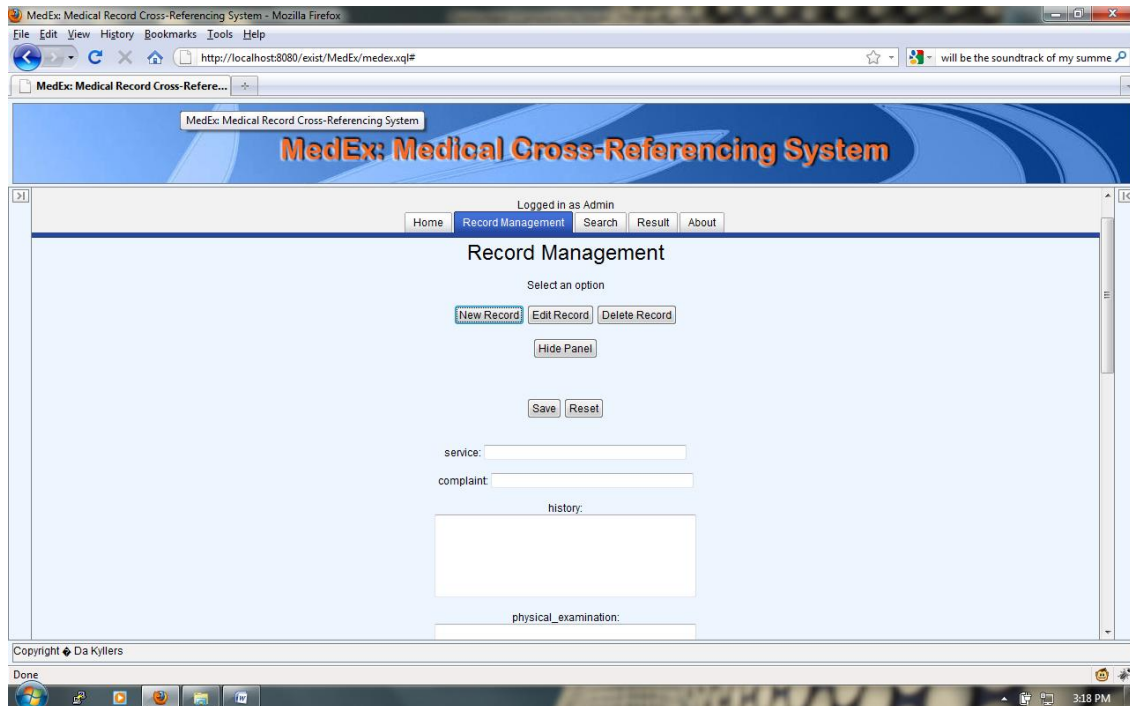 MedEx: Medical Record Cross-Referencing System - Mozilla Firefox
File Edit View History Bookmarks Tools Help
http://localhost:8080/exist/MedEx/medex.xql#
will be the soundtrack of my summe
MedEx: Medical Record Cross-Refere...
MedEx: Medical Record Cross-Referencing System
MedEx: Medical Cross-Referencing System
Logged in as Admin
Home Record Management Search Result About
Record Management
Select an option
New Record Edit Record Delete Record
Hide Panel
Save Reset
service:
complaint:
history:
physical_examination:
Copyright � Da Kyllers
Done
3:18 PM